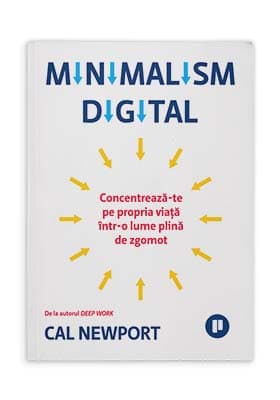 MINIMALISM
DIGITAL
Concentrează-te
pe propria viață
într-o lume plină
de zgomot
De la autorul DEEP WORK
CAL NEWPORT